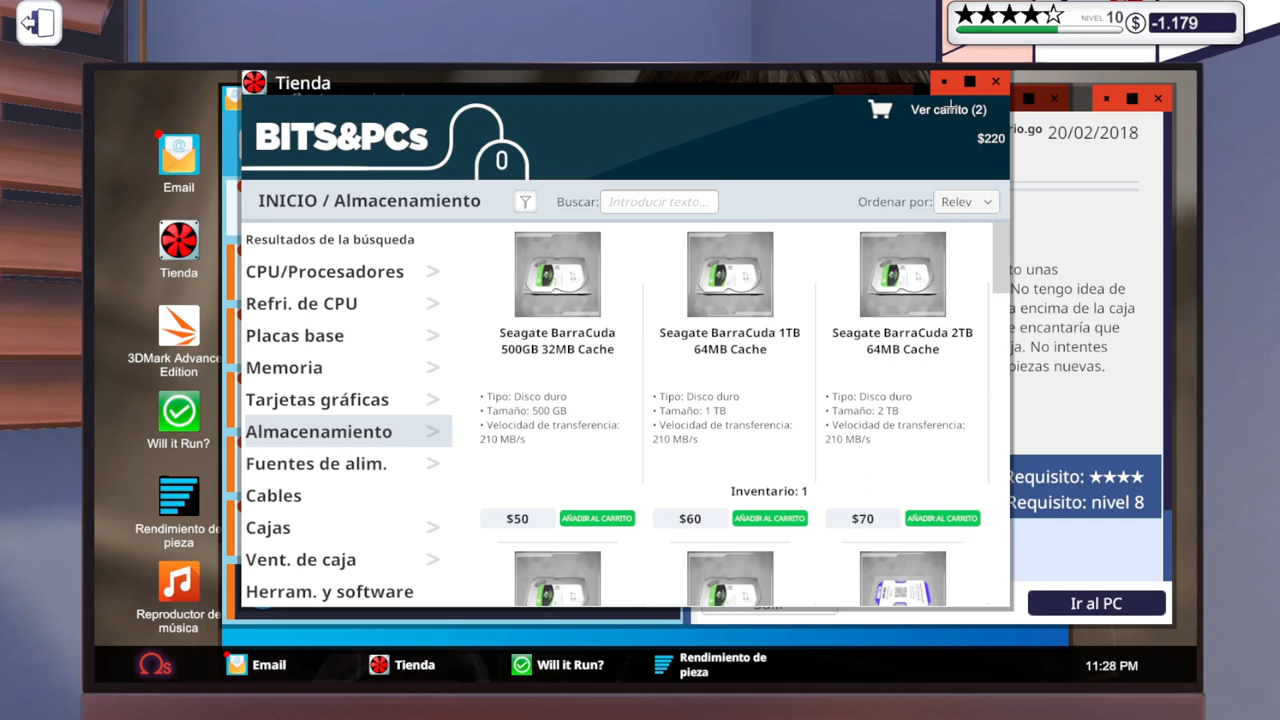 NIVEL 10
$ -1.179
Tienda
Ver carrito (2)
$220
BITS&PCs
rio.go 20/02/2018
INICIO / Almacenamiento
Buscar: Introducir texto...
Ordenar por: Relev
Email
Tienda
3DMark Advance
Edition
Will it Run?
Rendimiento de
pieza
Reproductor de
música
Resultados de la búsqueda
CPU/Procesadores >
Refri. de CPU >
Placas base >
Memoria >
Tarjetas gráficas >
Almacenamiento >
Fuentes de alim. >
Cables
Cajas >
Vent. de caja >
Herram. y software
Seagate BarraCuda
500GB 32MB Cache
• Tipo: Disco duro
• Tamaño: 500 GB
• Velocidad de transferencia:
210 MB/s
$50 AÑADIR AL CARRITO
Seagate BarraCuda 1TB
64MB Cache
• Tipo: Disco duro
• Tamaño: 1 TB
• Velocidad de transferencia:
210 MB/s
Inventario: 1
$60 AÑADIR AL CARRITO
Seagate BarraCuda 2TB
64MB Cache
• Tipo: Disco duro
• Tamaño: 2 TB
• Velocidad de transferencia:
210 MB/s
$70 AÑADIR AL CARRITO
to unas
No tengo idea de
encima de la caja
e encantaría que
ja. No intentes
piezas nuevas.
Requisito: ★★★★
Requisito: nivel 8
Ir al PC
Os
Email
Tienda
Will it Run?
Rendimiento de
pieza
11:28 PM